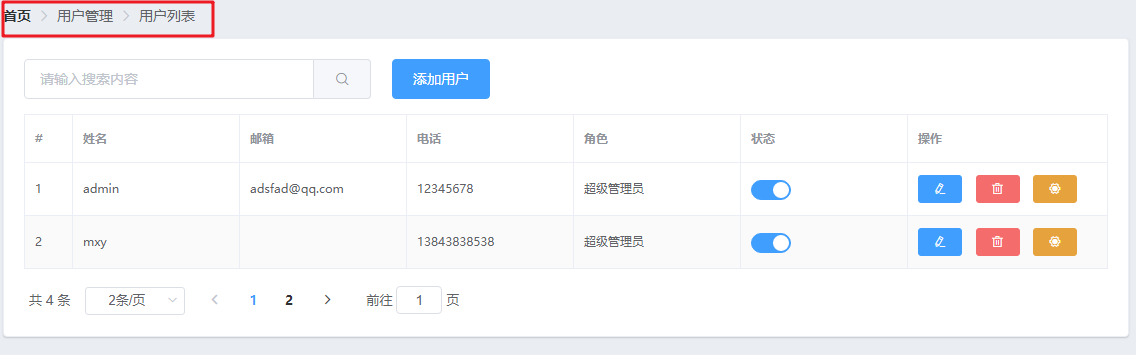 首页 > 用户管理 > 用户列表
请输入搜索内容 添加用户
# 姓名 邮箱 电话 角色 状态 操作
1 admin adsfad@qq.com 12345678 超级管理员
2 mxy 13843838538 超级管理员
共 4 条 2条/页 < 1 2 > 前往 1 页